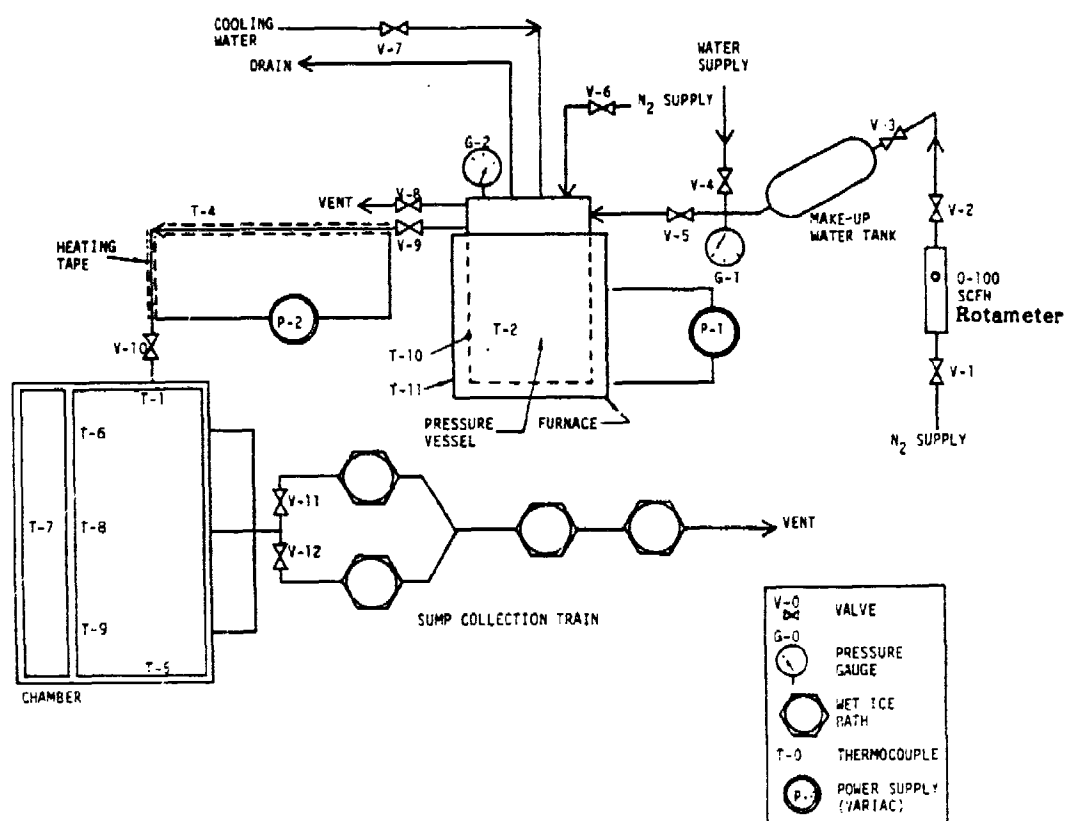 COOLING
WATER
V-7
DRAIN
WATER
SUPPLY
V-6
N2 SUPPLY
G-2
V-3
V-4
V-8
VENT
T-4
V-9
V-5
MAKE-UP
WATER TANK
V-2
HEATING
TAPE
G-1
0-100
SCFH
Rotameter
P-2
T-2
P-1
V-10
T-10
T-11
V-1
T-1
PRESSURE
VESSEL
FURNACE
N2 SUPPLY
T-6
V-11
T-7
T-8
VENT
V-12
T-9
SUMP COLLECTION TRAIN
T-5
CHAMBER
V-0
VALVE
G-0
PRESSURE
GAUGE
WET ICE
BATH
T-0
THERMOCOUPLE
P-
POWER SUPPLY
(VARIAC)